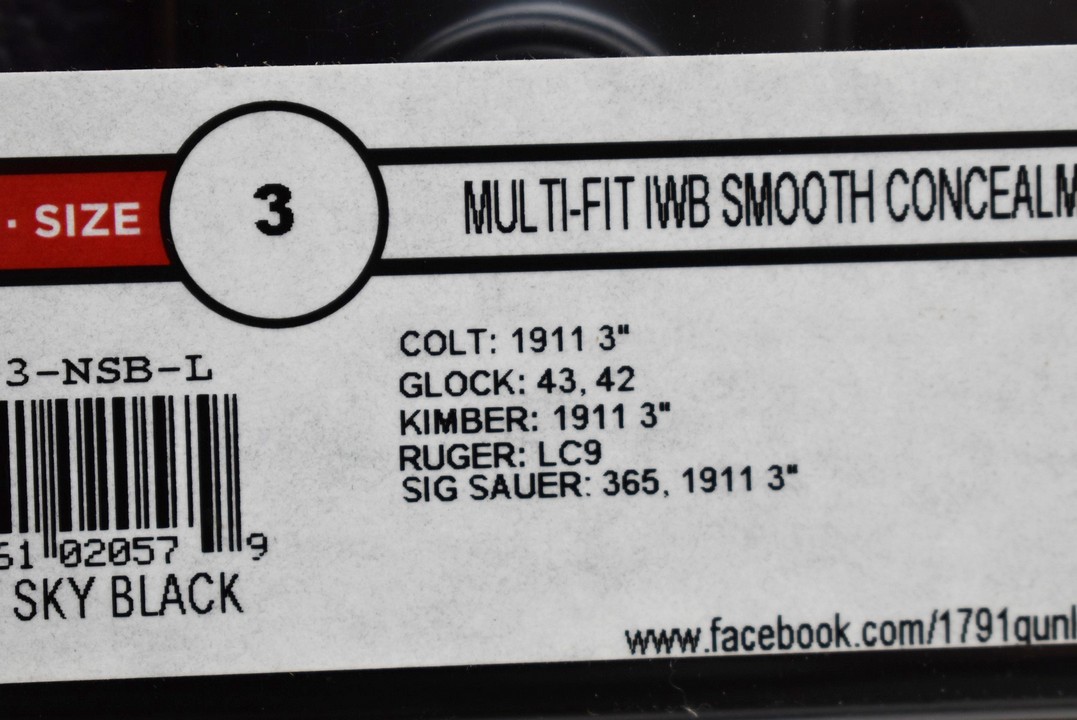 · SIZE
3
MULTI-FIT IWB SMOOTH CONCEALM
3-NSB-L
61 02057 9
SKY BLACK
COLT: 1911 3"
GLOCK: 43, 42
KIMBER: 1911 3"
RUGER: LC9
SIG SAUER: 365, 1911 3"
www.facebook.com/1791gunl